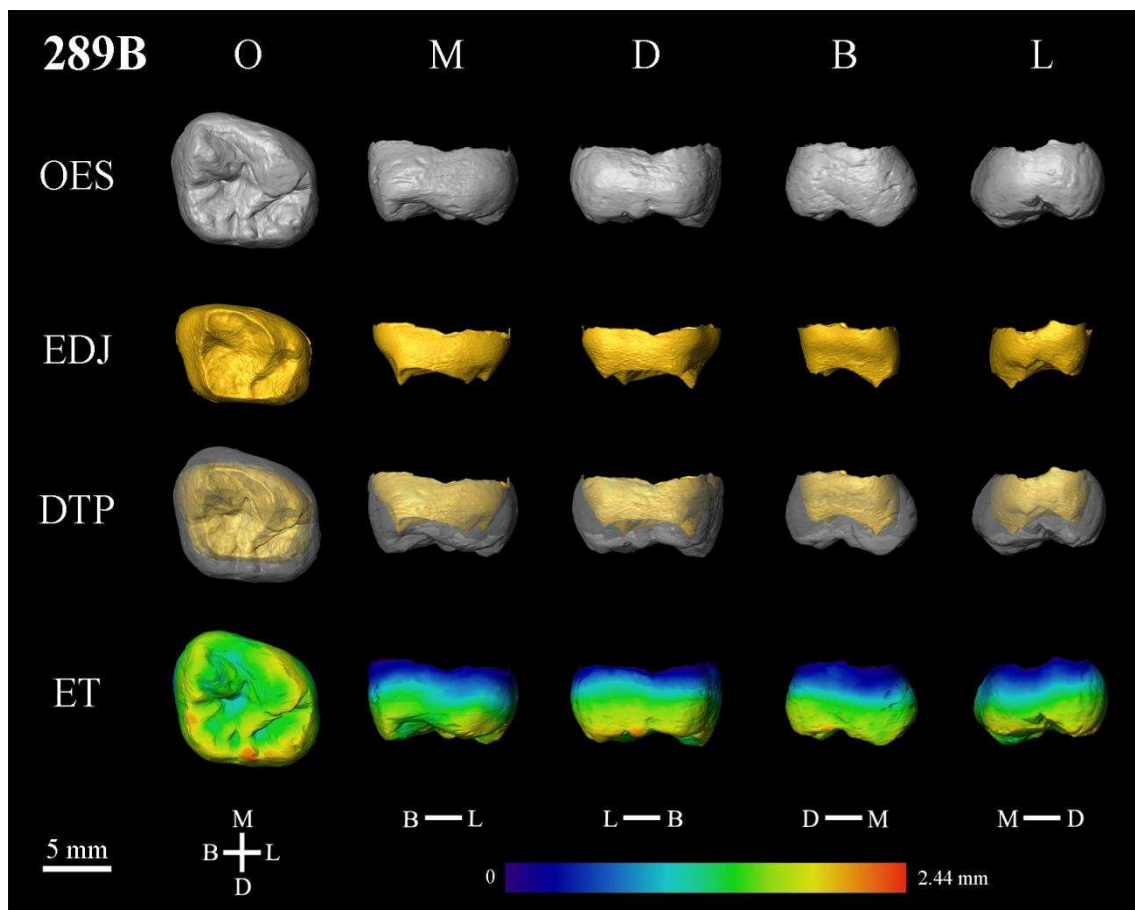 289B O M D B L
OES
EDJ
DTP
ET
M
B L
D
B L
L B
D M
M D
5 mm
0 2.44 mm